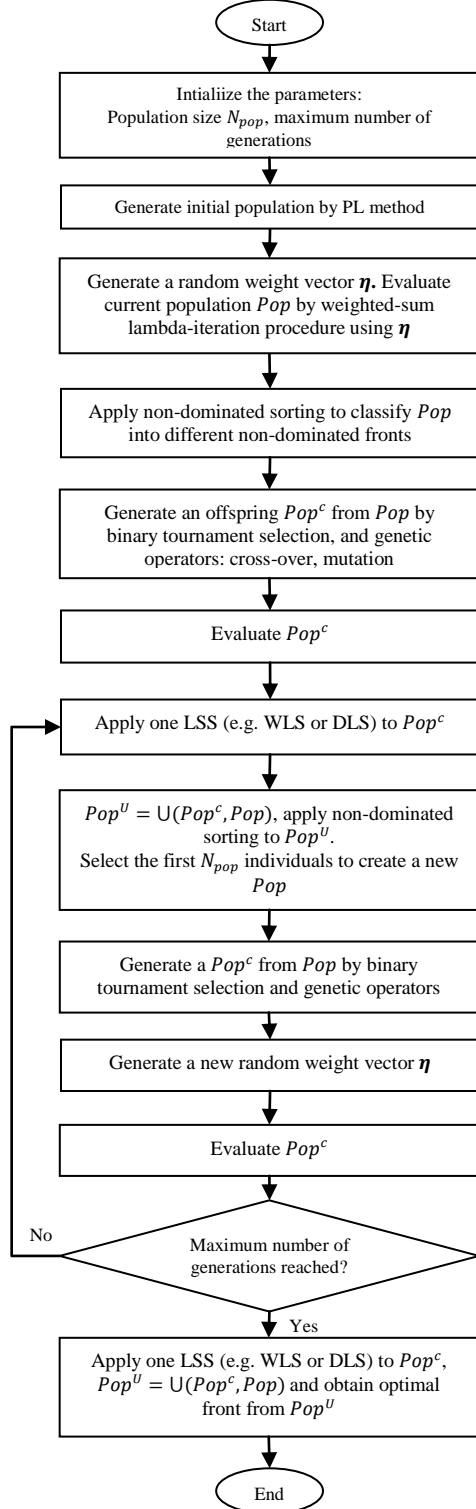 Start
Intialiize the parameters:
Population size N_pop, maximum number of
generations
Generate initial population by PL method
Generate a random weight vector η. Evaluate
current population Pop by weighted-sum
lambda-iteration procedure using η
Apply non-dominated sorting to classify Pop
into different non-dominated fronts
Generate an offspring Pop^c from Pop by
binary tournament selection, and genetic
operators: cross-over, mutation
Evaluate Pop^c
Apply one LSS (e.g. WLS or DLS) to Pop^c
Pop^U = ∪(Pop^c, Pop), apply non-dominated
sorting to Pop^U.
Select the first N_pop individuals to create a new
Pop
Generate a Pop^c from Pop by binary
tournament selection and genetic operators
Generate a new random weight vector η
Evaluate Pop^c
No
Maximum number of
generations reached?
Yes
Apply one LSS (e.g. WLS or DLS) to Pop^c,
Pop^U = ∪(Pop^c, Pop) and obtain optimal
front from Pop^U
End